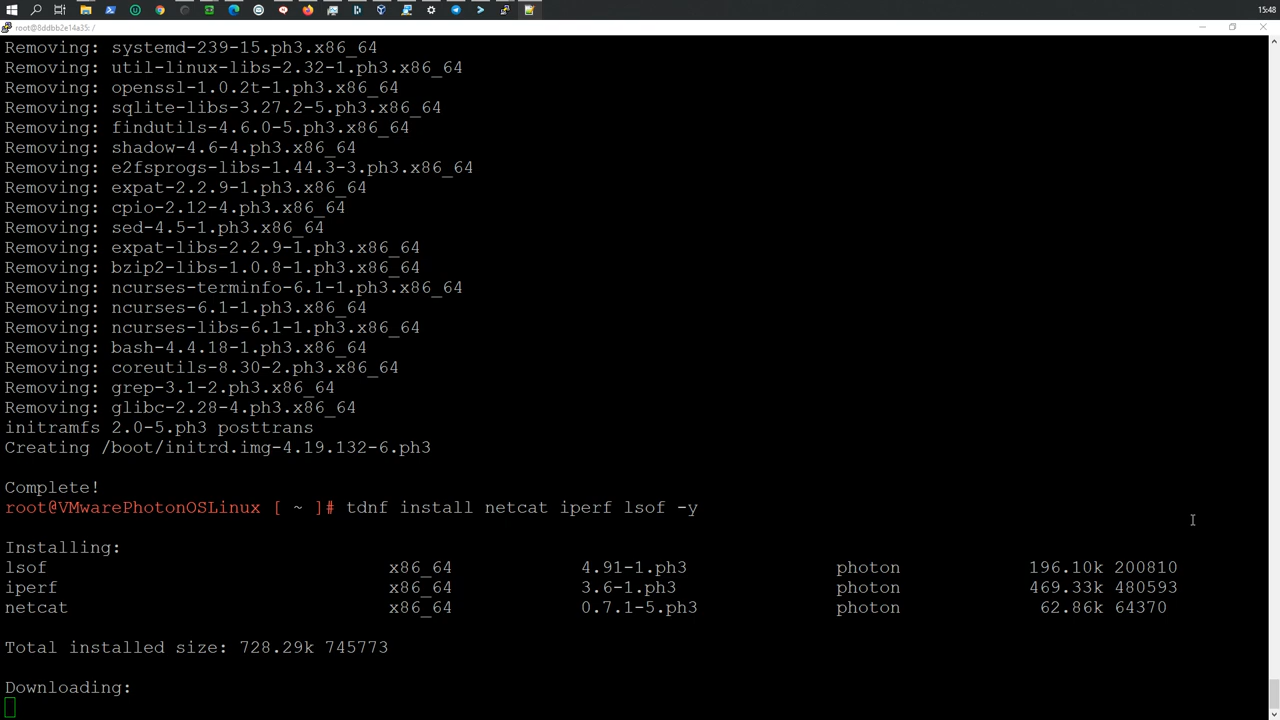 15:48
root@8ddbb2e14a35: /
Removing: systemd-239-15.ph3.x86_64
Removing: util-linux-libs-2.32-1.ph3.x86_64
Removing: openssl-1.0.2t-1.ph3.x86_64
Removing: sqlite-libs-3.27.2-5.ph3.x86_64
Removing: findutils-4.6.0-5.ph3.x86_64
Removing: shadow-4.6-4.ph3.x86_64
Removing: e2fsprogs-libs-1.44.3-3.ph3.x86_64
Removing: expat-2.2.9-1.ph3.x86_64
Removing: cpio-2.12-4.ph3.x86_64
Removing: sed-4.5-1.ph3.x86_64
Removing: expat-libs-2.2.9-1.ph3.x86_64
Removing: bzip2-libs-1.0.8-1.ph3.x86_64
Removing: ncurses-terminfo-6.1-1.ph3.x86_64
Removing: ncurses-6.1-1.ph3.x86_64
Removing: ncurses-libs-6.1-1.ph3.x86_64
Removing: bash-4.4.18-1.ph3.x86_64
Removing: coreutils-8.30-2.ph3.x86_64
Removing: grep-3.1-2.ph3.x86_64
Removing: glibc-2.28-4.ph3.x86_64
initramfs 2.0-5.ph3 posttrans
Creating /boot/initrd.img-4.19.132-6.ph3
Complete!
root@VMwarePhotonOSLinux [ ~ ]# tdnf install netcat iperf lsof -y
Installing:
lsof x86_64 4.91-1.ph3 photon 196.10k 200810
iperf x86_64 3.6-1.ph3 photon 469.33k 480593
netcat x86_64 0.7.1-5.ph3 photon 62.86k 64370
Total installed size: 728.29k 745773
Downloading: